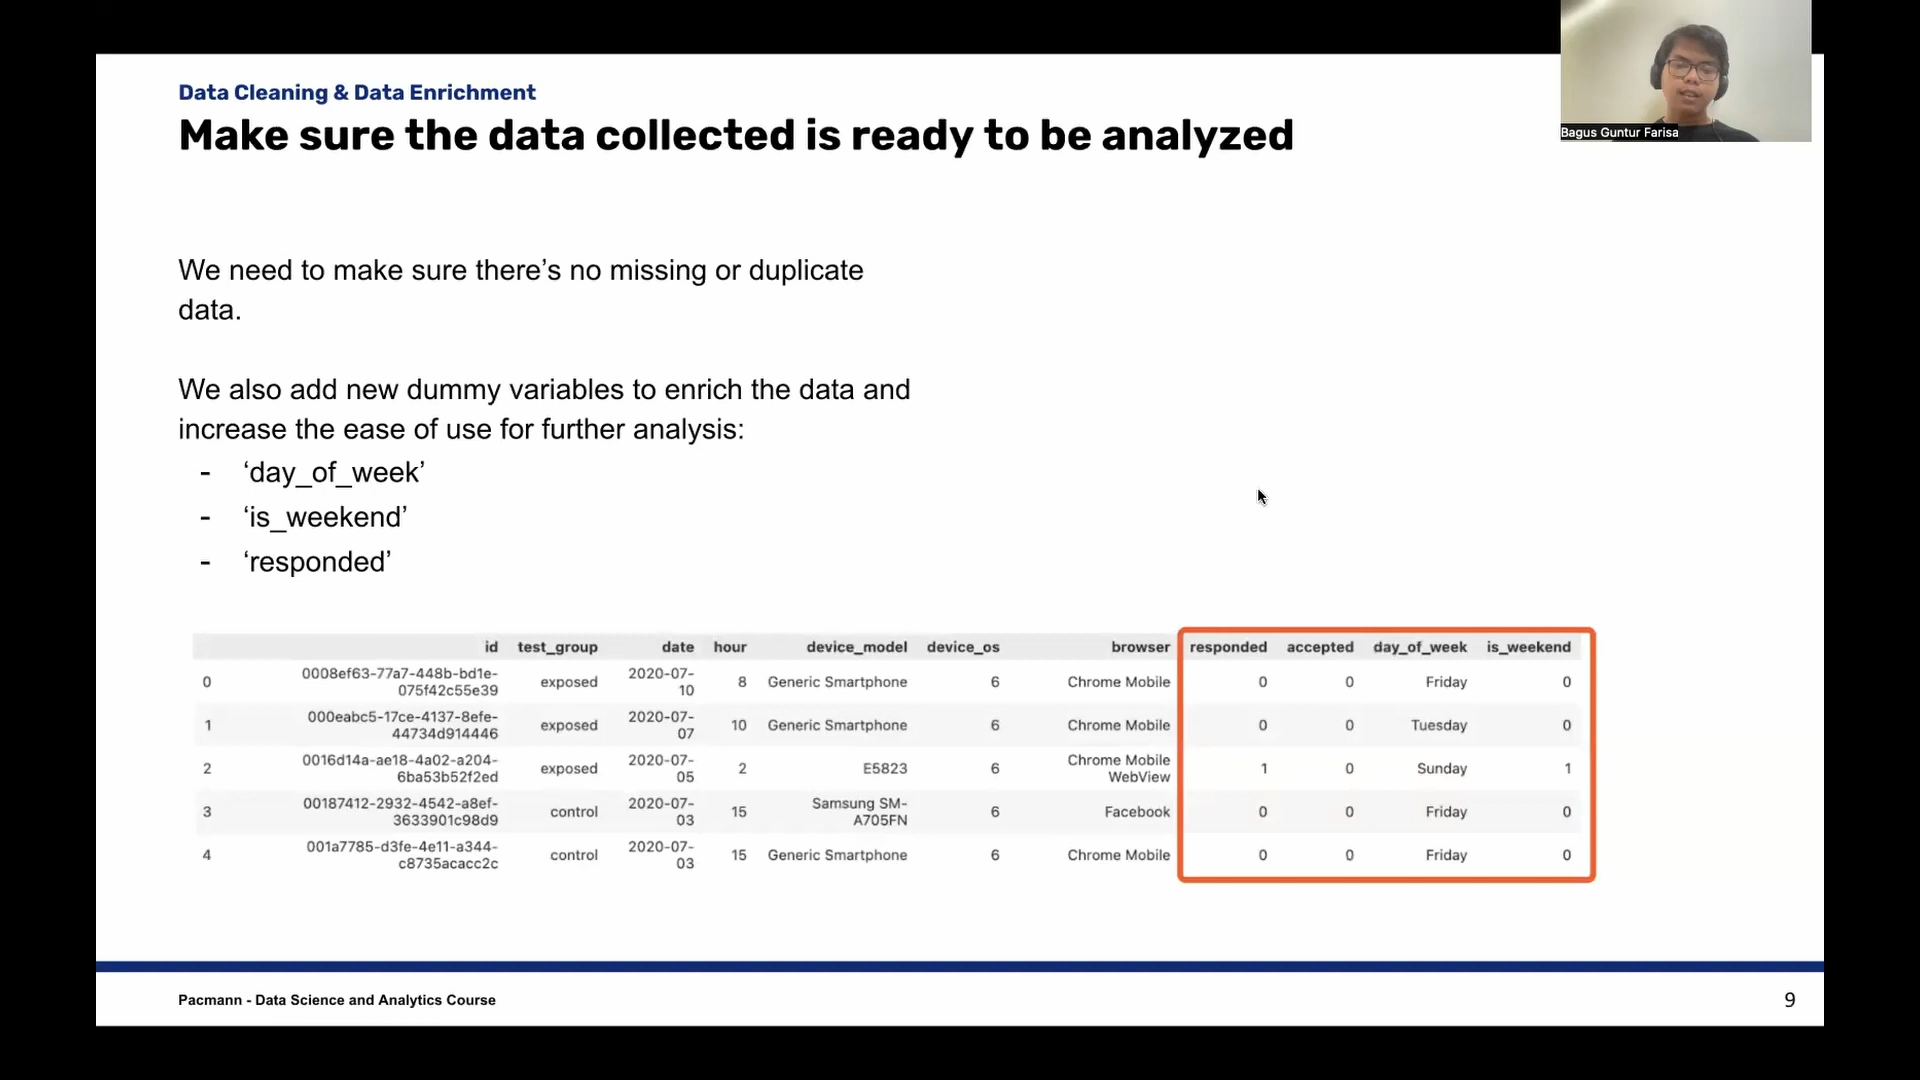 Bagus Guntur Farisa
Data Cleaning & Data Enrichment
Make sure the data collected is ready to be analyzed
We need to make sure there’s no missing or duplicate
data.
We also add new dummy variables to enrich the data and
increase the ease of use for further analysis:
- ‘day_of_week’
- ‘is_weekend’
- ‘responded’
id test_group date hour device_model device_os browser responded accepted day_of_week is_weekend
0 0008ef63-77a7-448b-bd1e-075f42c55e39 exposed 2020-07-10 8 Generic Smartphone 6 Chrome Mobile 0 0 Friday 0
1 000eabc5-17ce-4137-8efe-44734d914446 exposed 2020-07-07 10 Generic Smartphone 6 Chrome Mobile 0 0 Tuesday 0
2 0016d14a-ae18-4a02-a204-6ba53b52f2ed exposed 2020-07-05 2 E5823 6 Chrome Mobile WebView 1 0 Sunday 1
3 00187412-2932-4542-a8ef-3633901c98d9 control 2020-07-03 15 Samsung SM-A705FN 6 Facebook 0 0 Friday 0
4 001a7785-d3fe-4e11-a344-c8735acacc2c control 2020-07-03 15 Generic Smartphone 6 Chrome Mobile 0 0 Friday 0
Pacmann - Data Science and Analytics Course
9